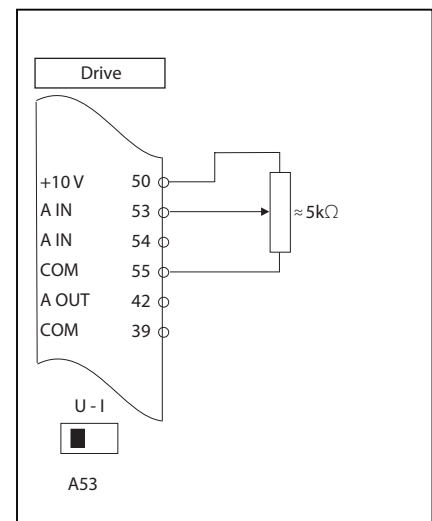 Drive
+10 V 50
A IN 53
≈ 5kΩ
A IN 54
COM 55
A OUT 42
COM 39
U - I
A53